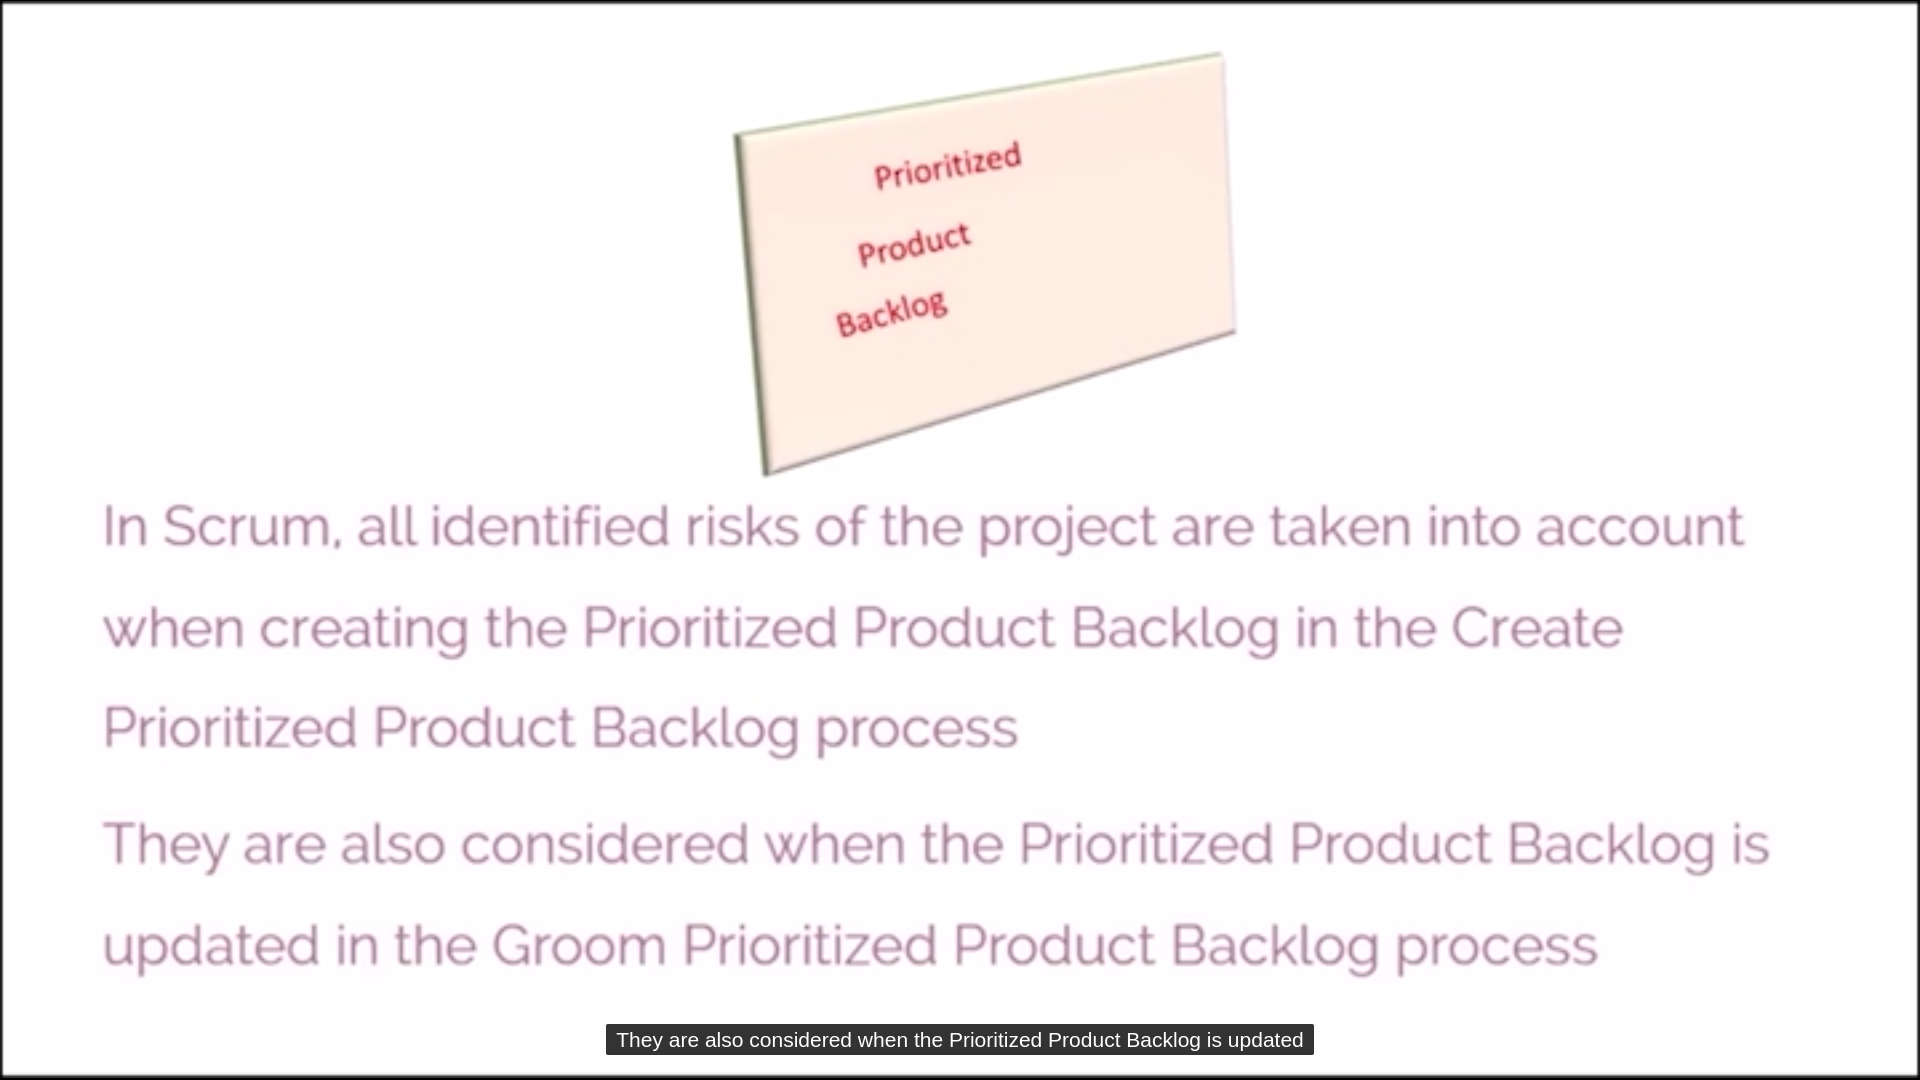 Prioritized
Product
Backlog
In Scrum, all identified risks of the project are taken into account
when creating the Prioritized Product Backlog in the Create
Prioritized Product Backlog process
They are also considered when the Prioritized Product Backlog is
updated in the Groom Prioritized Product Backlog process
They are also considered when the Prioritized Product Backlog is updated